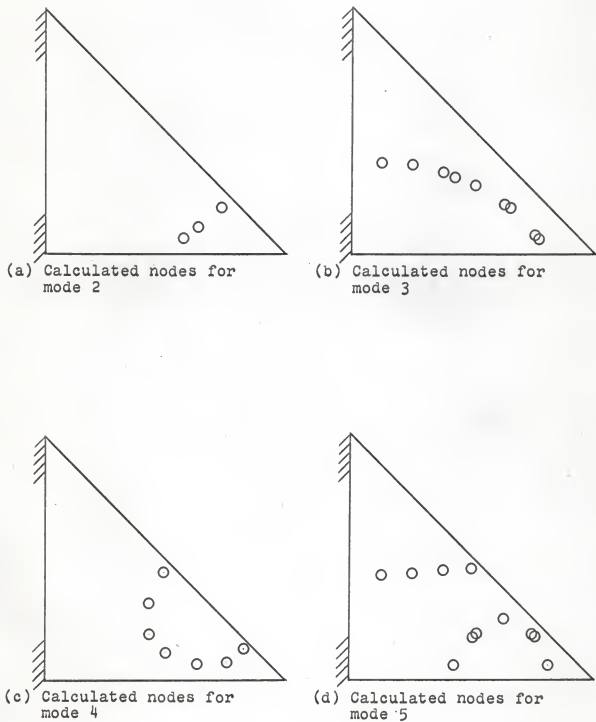 (a) Calculated nodes for
mode 2
(b) Calculated nodes for
mode 3
(c) Calculated nodes for
mode 4
(d) Calculated nodes for
mode 5